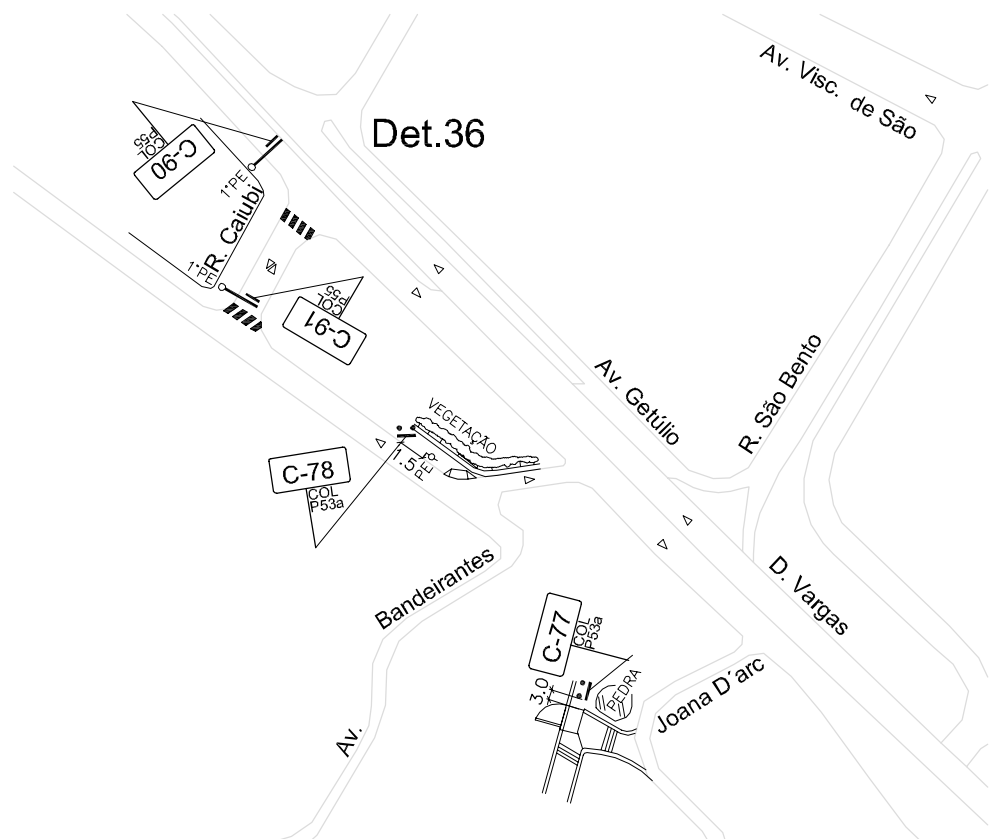 Av. Visc. de São
Det.36
C-90
COL
P55
1°PE
R. Caiubi
1°PE
COL
P55
C-91
Av. Getúlio
R. São Bento
VEGETAÇÃO
1.5
PE
C-78
COL
P53a
Bandeirantes
Av.
D. Vargas
C-77
COL
P53a
3.0
PEDRA
Joana D´arc